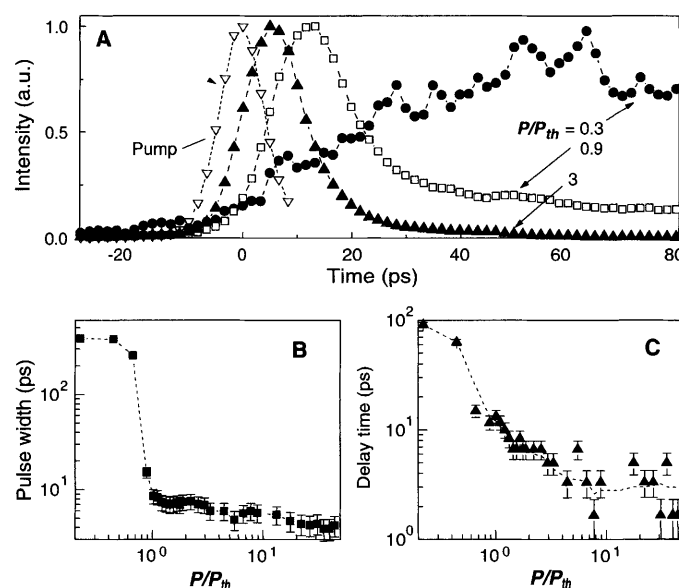 A
Intensity (a.u.)
1.0
0.5
0.0
Pump
P/Pth = 0.3
0.9
3
-20 0 20 40 60 80
Time (ps)
B
Pulse width (ps)
10²
10¹
10⁰ 10¹
P/Pth
C
Delay time (ps)
10²
10¹
10⁰
10⁰ 10¹
P/Pth